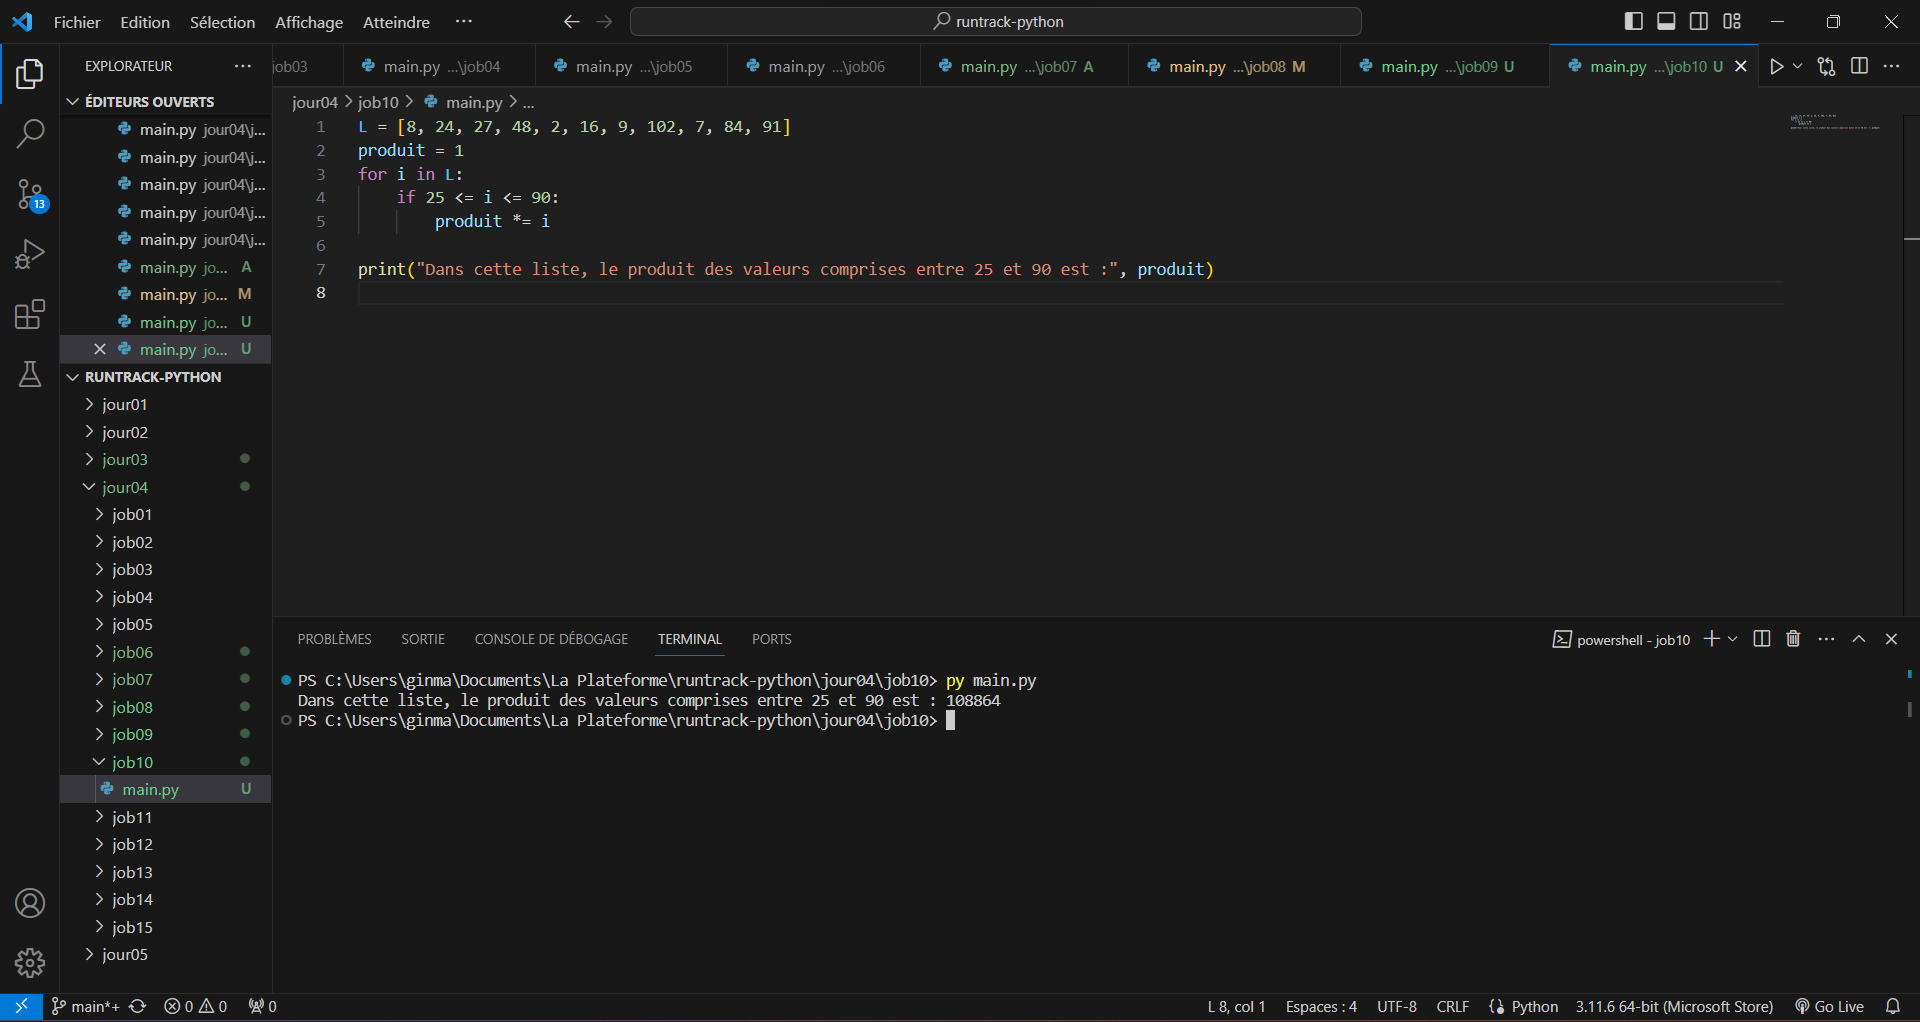 Fichier Edition Sélection Affichage Atteindre ··· runtrack-python
EXPLORATEUR ···
ÉDITEURS OUVERTS
main.py jour04\j...
main.py jour04\j...
main.py jour04\j...
main.py jour04\j...
main.py jour04\j...
main.py jo... A
main.py jo... M
main.py jo... U
main.py jo... U
RUNTRACK-PYTHON
jour01
jour02
jour03
jour04
job01
job02
job03
job04
job05
job06
job07
job08
job09
job10
main.py U
job11
job12
job13
job14
job15
jour05
13
job03 main.py ...\job04 main.py ...\job05 main.py ...\job06 main.py ...\job07 A main.py ...\job08 M main.py ...\job09 U main.py ...\job10 U
jour04 > job10 > main.py > ...
1 L = [8, 24, 27, 48, 2, 16, 9, 102, 7, 84, 91]
2 produit = 1
3 for i in L:
4 if 25 <= i <= 90:
5 produit *= i
6
7 print("Dans cette liste, le produit des valeurs comprises entre 25 et 90 est :", produit)
8
PROBLÈMES SORTIE CONSOLE DE DÉBOGAGE TERMINAL PORTS powershell - job10
PS C:\Users\ginma\Documents\La Plateforme\runtrack-python\jour04\job10> py main.py
Dans cette liste, le produit des valeurs comprises entre 25 et 90 est : 108864
PS C:\Users\ginma\Documents\La Plateforme\runtrack-python\jour04\job10>
main*+ 0 0 0 L 8, col 1 Espaces : 4 UTF-8 CRLF Python 3.11.6 64-bit (Microsoft Store) Go Live